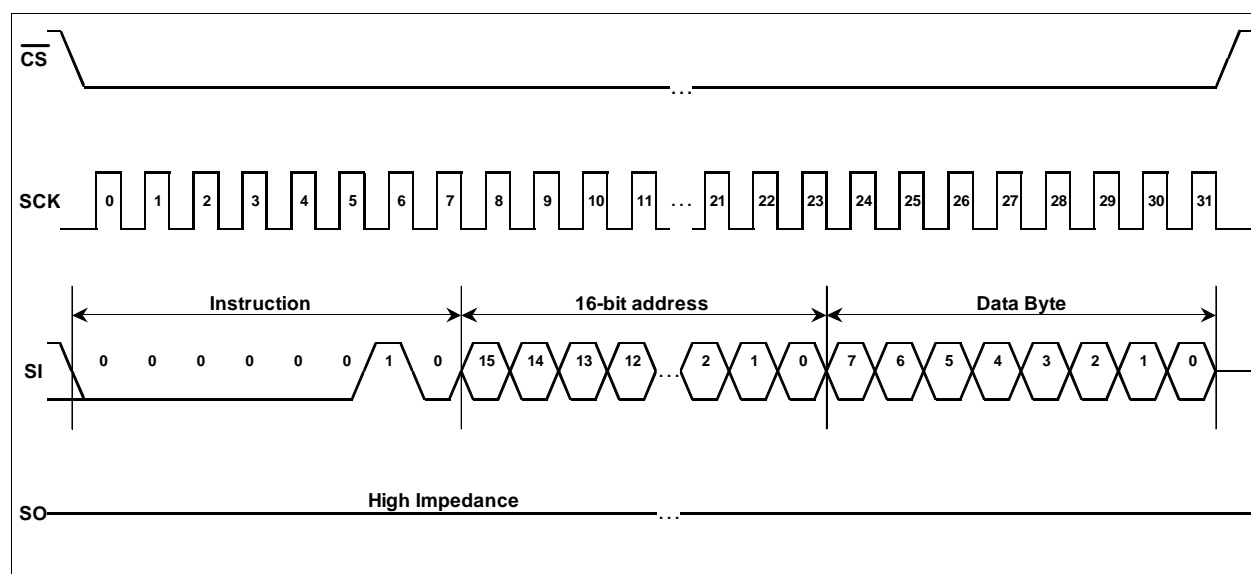 CS
...
SCK
0 1 2 3 4 5 6 7 8 9 10 11 ... 21 22 23 24 25 26 27 28 29 30 31
Instruction 16-bit address Data Byte
SI
0 0 0 0 0 0 1 0 15 14 13 12 ... 2 1 0 7 6 5 4 3 2 1 0
High Impedance
SO
...